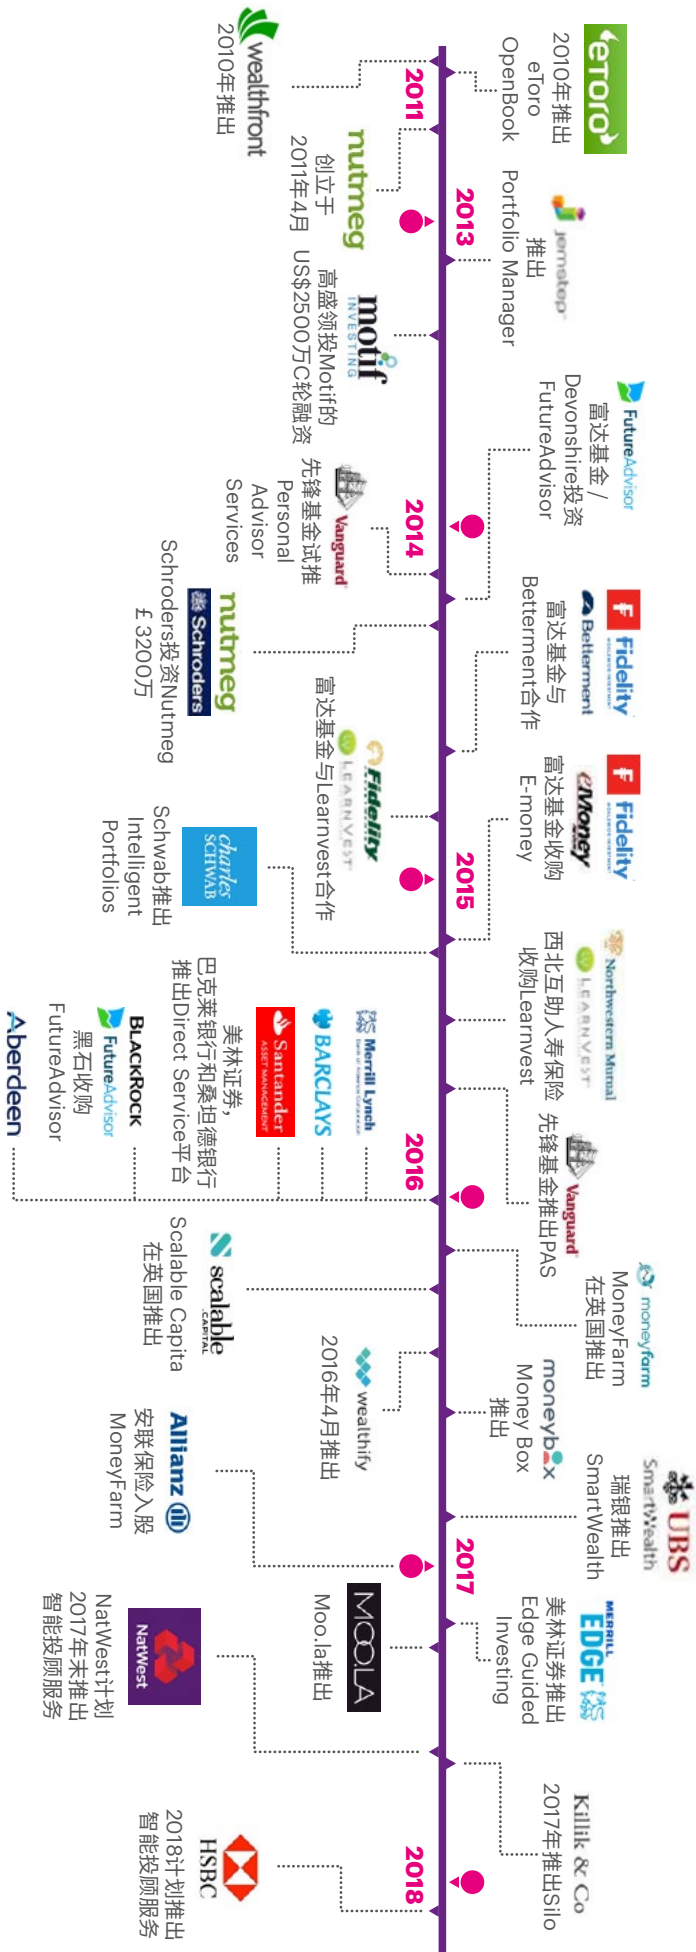 eTORO
2010年推出
eToro
OpenBook
jemstep
推出
Portfolio Manager
FutureAdvisor
富达基金 /
Devonshire投资
FutureAdvisor
Fidelity
WORLDWIDE INVESTMENT
Betterment
富达基金与
Betterment合作
Fidelity
WORLDWIDE INVESTMENT
eMoney
富达基金收购
E-money
Northwestern Mutual
LEARNVEST
西北互助人寿保险
收购Learnvest
Vanguard
先锋基金推出PAS
moneyfarm
MoneyFarm
在英国推出
moneybox
Money Box
推出
UBS
SmartWealth
瑞银推出
SmartWealth
MERRILL
EDGE
美林证券推出
Edge Guided
Investing
Killik & Co
2017年推出Silo
2011
2013
2014
2015
2016
2017
2018
wealthfront
2010年推出
nutmeg
创立于
2011年4月
motif
INVESTING
高盛领投Motif的
US$2500万C轮融资
Vanguard
先锋基金试推
Personal
Advisor
Services
nutmeg
Schroders
Schroders投资Nutmeg
£ 3200万
Fidelity
LEARNVEST
富达基金与Learnvest合作
charles
SCHWAB
Schwab推出
Intelligent
Portfolios
Merrill Lynch
Bank of America Corporation
BARCLAYS
Santander
ASSET MANAGEMENT
美林证券,
巴克莱银行和桑坦德银行
推出Direct Service平台
BLACKROCK
FutureAdvisor
黑石收购
FutureAdvisor
Aberdeen
scalable
CAPITAL
Scalable Capita
在英国推出
wealthify
2016年4月推出
Allianz
安联保险入股
MoneyFarm
MOO.LA
Moo.la推出
NatWest
NatWest计划
2017年末推出
智能投顾服务
HSBC
2018计划推出
智能投顾服务